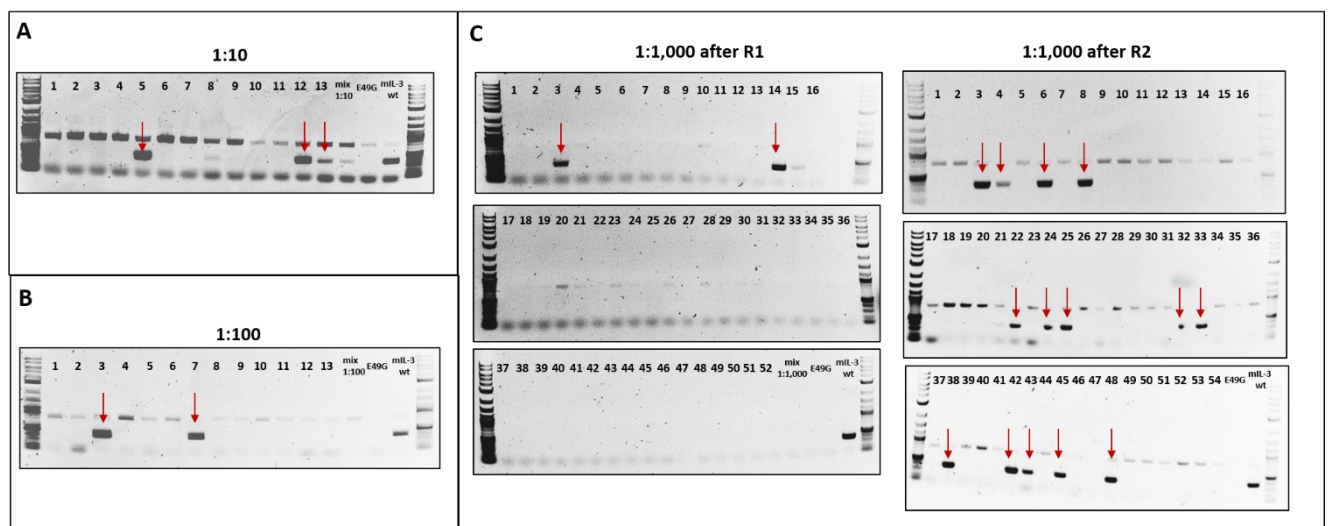 A
1:10
1 2 3 4 5 6 7 8 9 10 11 12 13 mix 1:10 E49G mIL-3 wt
B
1:100
1 2 3 4 5 6 7 8 9 10 11 12 13 mix 1:100 E49G mIL-3 wt
C
1:1,000 after R1
1 2 3 4 5 6 7 8 9 10 11 12 13 14 15 16
17 18 19 20 21 22 23 24 25 26 27 28 29 30 31 32 33 34 35 36
37 38 39 40 41 42 43 44 45 46 47 48 49 50 51 52 mix 1:1,000 E49G mIL-3 wt
1:1,000 after R2
1 2 3 4 5 6 7 8 9 10 11 12 13 14 15 16
17 18 19 20 21 22 23 24 25 26 27 28 29 30 31 32 33 34 35 36
37 38 39 40 41 42 43 44 45 46 47 48 49 50 51 52 53 54 E49G mIL-3 wt